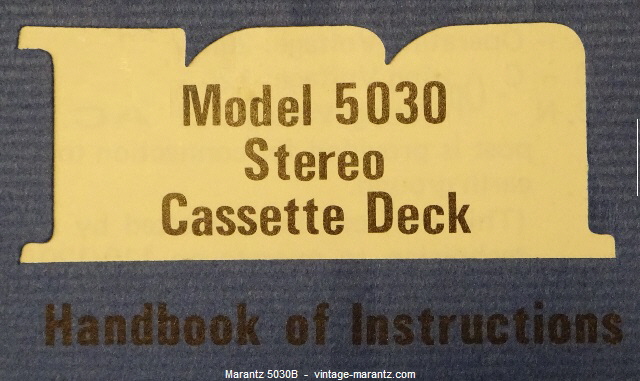 Model 5030
Stereo
Cassette Deck
Handbook of Instructions
Marantz 5030B - vintage-marantz.com